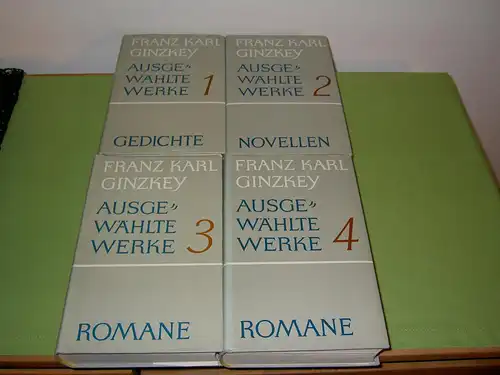 FRANZ KARL
GINZKEY
AUSGE⸗
WÄHLTE
WERKE 1
GEDICHTE
FRANZ KARL
GINZKEY
AUSGE⸗
WÄHLTE
WERKE 2
NOVELLEN
FRANZ KARL
GINZKEY
AUSGE⸗
WÄHLTE
WERKE 3
ROMANE
FRANZ KARL
GINZKEY
AUSGE⸗
WÄHLTE
WERKE 4
ROMANE